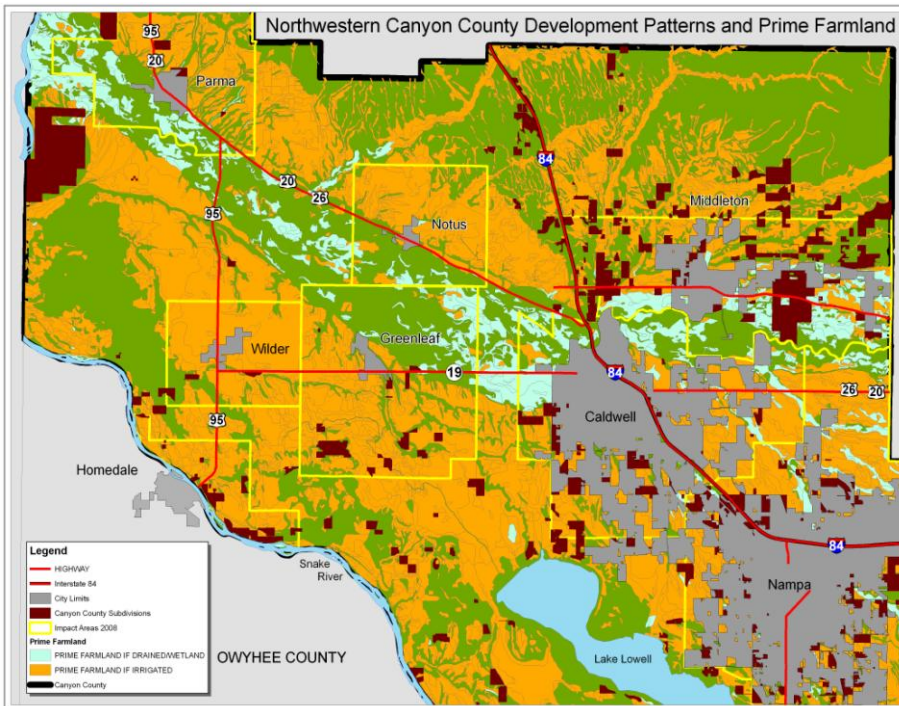 Northwestern Canyon County Development Patterns and Prime Farmland
95
20
Parma
84
20
26
95
Middleton
Notus
Wilder
Greenleaf
19
84
26 20
95
Caldwell
Homedale
84
Nampa
Snake
River
Lake Lowell
OWYHEE COUNTY
Legend
HIGHWAY
Interstate 84
City Limits
Canyon County Subdivisions
Impact Areas 2008
Prime Farmland
PRIME FARMLAND IF DRAINED/WETLAND
PRIME FARMLAND IF IRRIGATED
Canyon County